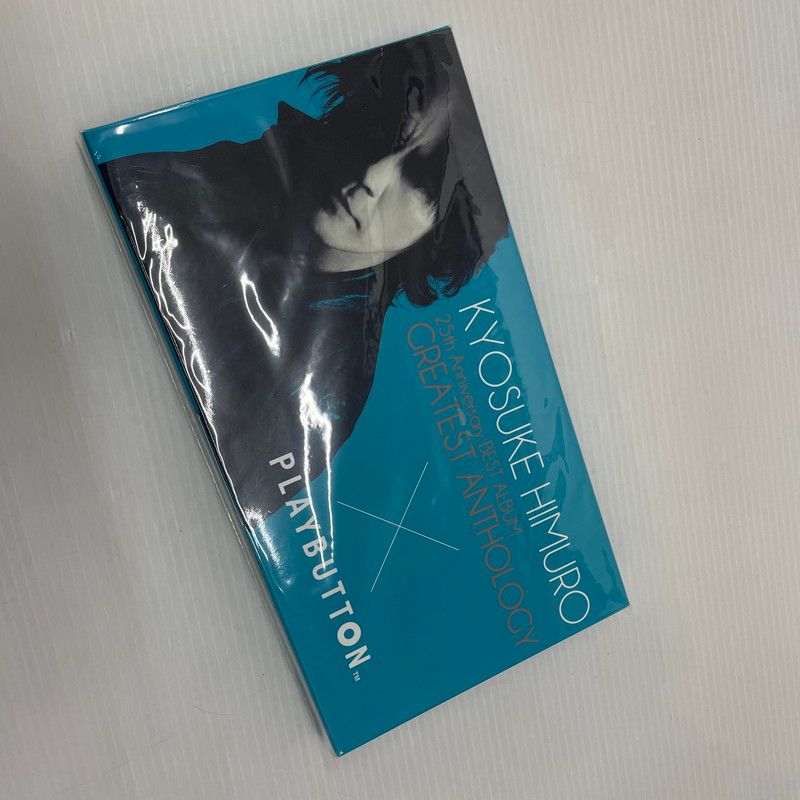 KYOSUKE HIMURO
25th Anniversary BEST ALBUM
GREATEST ANTHOLOGY
PLAYBUTTON™